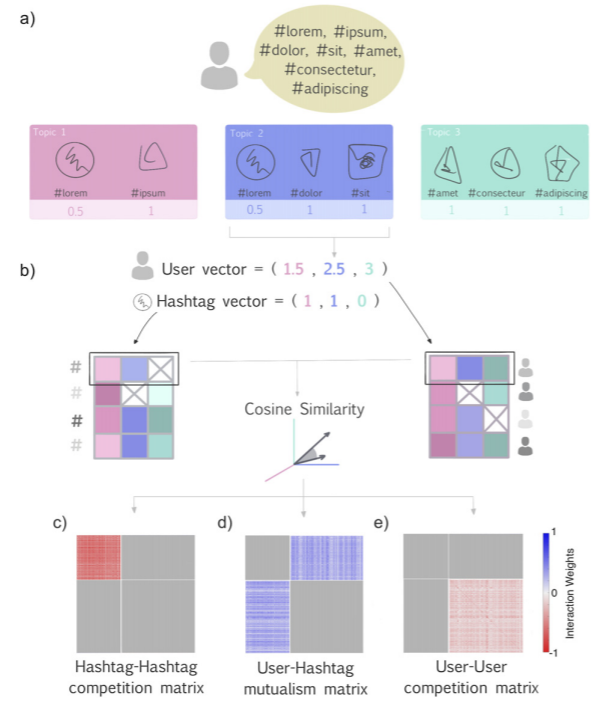 a)
#lorem, #ipsum,
#dolor, #sit, #amet,
#consectetur,
#adipiscing
Topic 1
Topic 2
Topic 3
#lorem #ipsum
#lorem #dolor #sit
#amet #consecteur #adipiscing
0.5 1
0.5 1 1
1 1 1
b)
User vector = ( 1.5 , 2.5 , 3 )
Hashtag vector = ( 1 , 1 , 0 )
#
#
#
#
Cosine Similarity
c)
d)
e)
1
0
-1
Interaction Weights
Hashtag-Hashtag
competition matrix
User-Hashtag
mutualism matrix
User-User
competition matrix